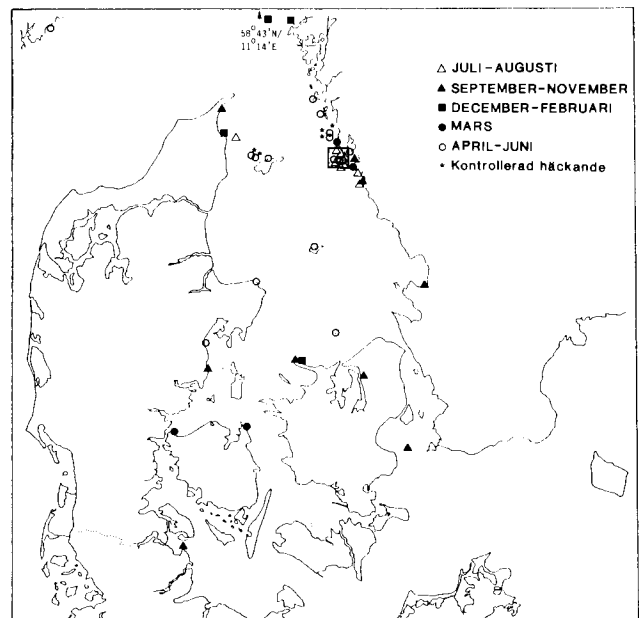 58°43'N/
11°14'E
△ JULI-AUGUSTI
▲ SEPTEMBER-NOVEMBER
■ DECEMBER-FEBRUARI
● MARS
○ APRIL-JUNI
* Kontrollerad häckande